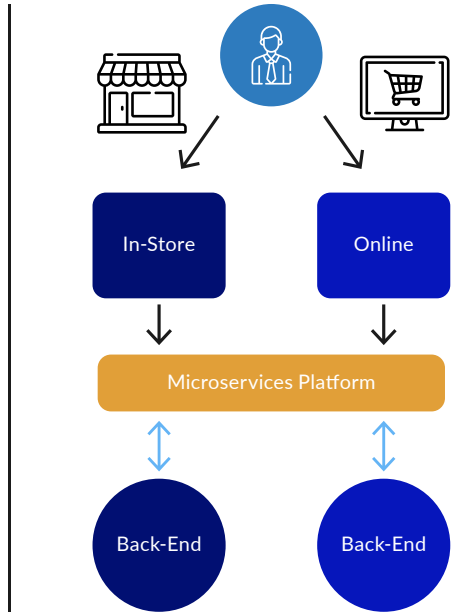 In-Store
Online
Microservices Platform
Back-End
Back-End